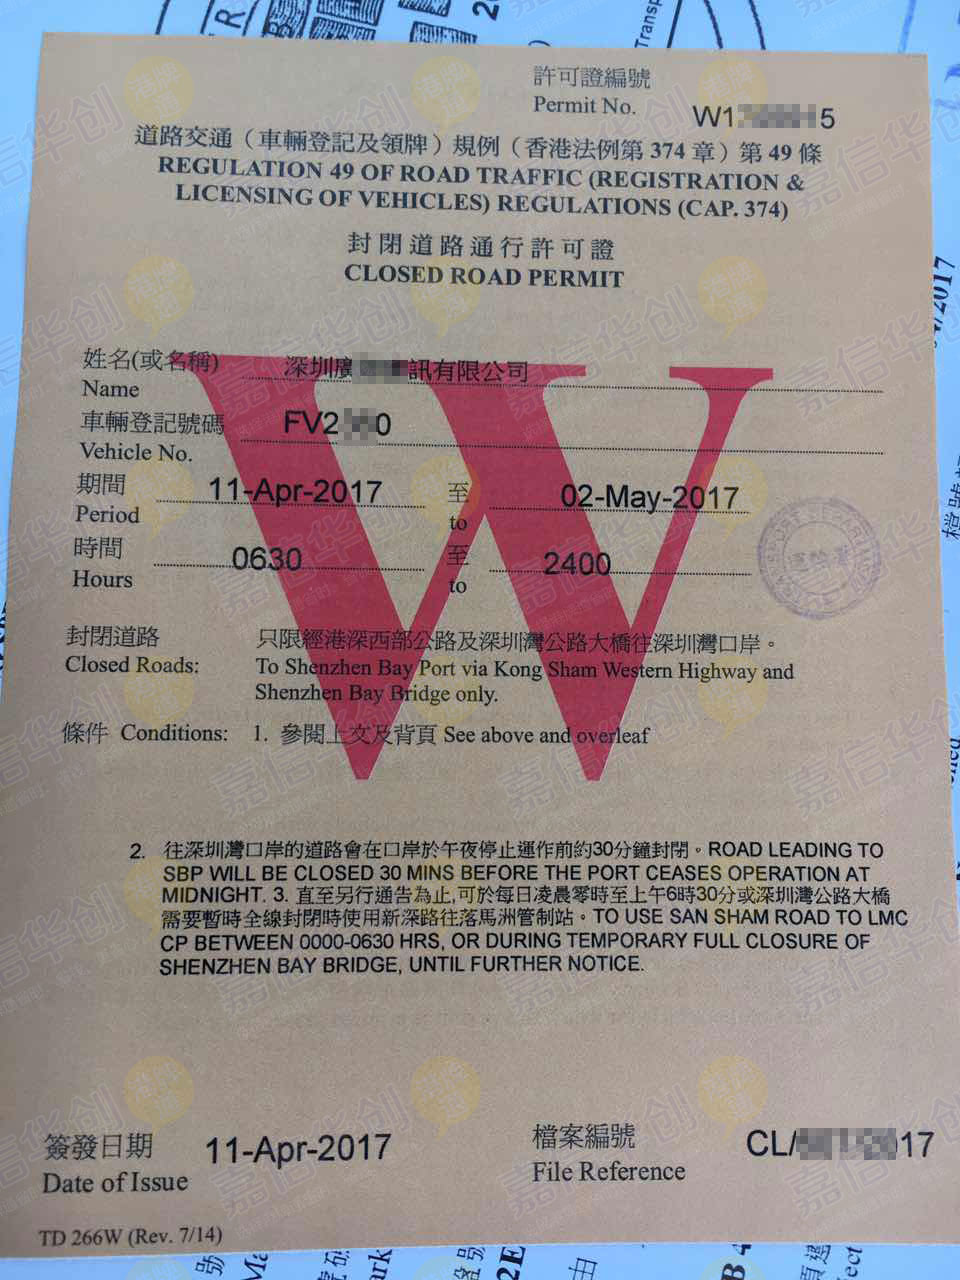 許可證編號
Permit No. W1 5
道路交通（車輛登記及領牌）規例（香港法例第 374 章）第 49 條
REGULATION 49 OF ROAD TRAFFIC (REGISTRATION &
LICENSING OF VEHICLES) REGULATIONS (CAP. 374)
封閉道路通行許可證
CLOSED ROAD PERMIT
姓名(或名稱) 深圳廣 訊有限公司
Name
車輛登記號碼 FV2 0
Vehicle No.
期間 11-Apr-2017 至 02-May-2017
Period to
時間 0630 至 2400
Hours to
運輸署
封閉道路 只限經港深西部公路及深圳灣公路大橋往深圳灣口岸。
Closed Roads: To Shenzhen Bay Port via Kong Sham Western Highway and
Shenzhen Bay Bridge only.
條件 Conditions: 1. 參閱上文及背頁 See above and overleaf
2. 往深圳灣口岸的道路會在口岸於午夜停止運作前約30分鐘封閉。ROAD LEADING TO
SBP WILL BE CLOSED 30 MINS BEFORE THE PORT CEASES OPERATION AT
MIDNIGHT. 3. 直至另行通告為止,可於每日凌晨零時至上午6時30分或深圳灣公路大橋
需要暫時全線封閉時使用新深路往落馬洲管制站。TO USE SAN SHAM ROAD TO LMC
CP BETWEEN 0000-0630 HRS, OR DURING TEMPORARY FULL CLOSURE OF
SHENZHEN BAY BRIDGE, UNTIL FURTHER NOTICE.
簽發日期 11-Apr-2017
Date of Issue
檔案編號 CL/ 17
File Reference
TD 266W (Rev. 7/14)
W
嘉信华创